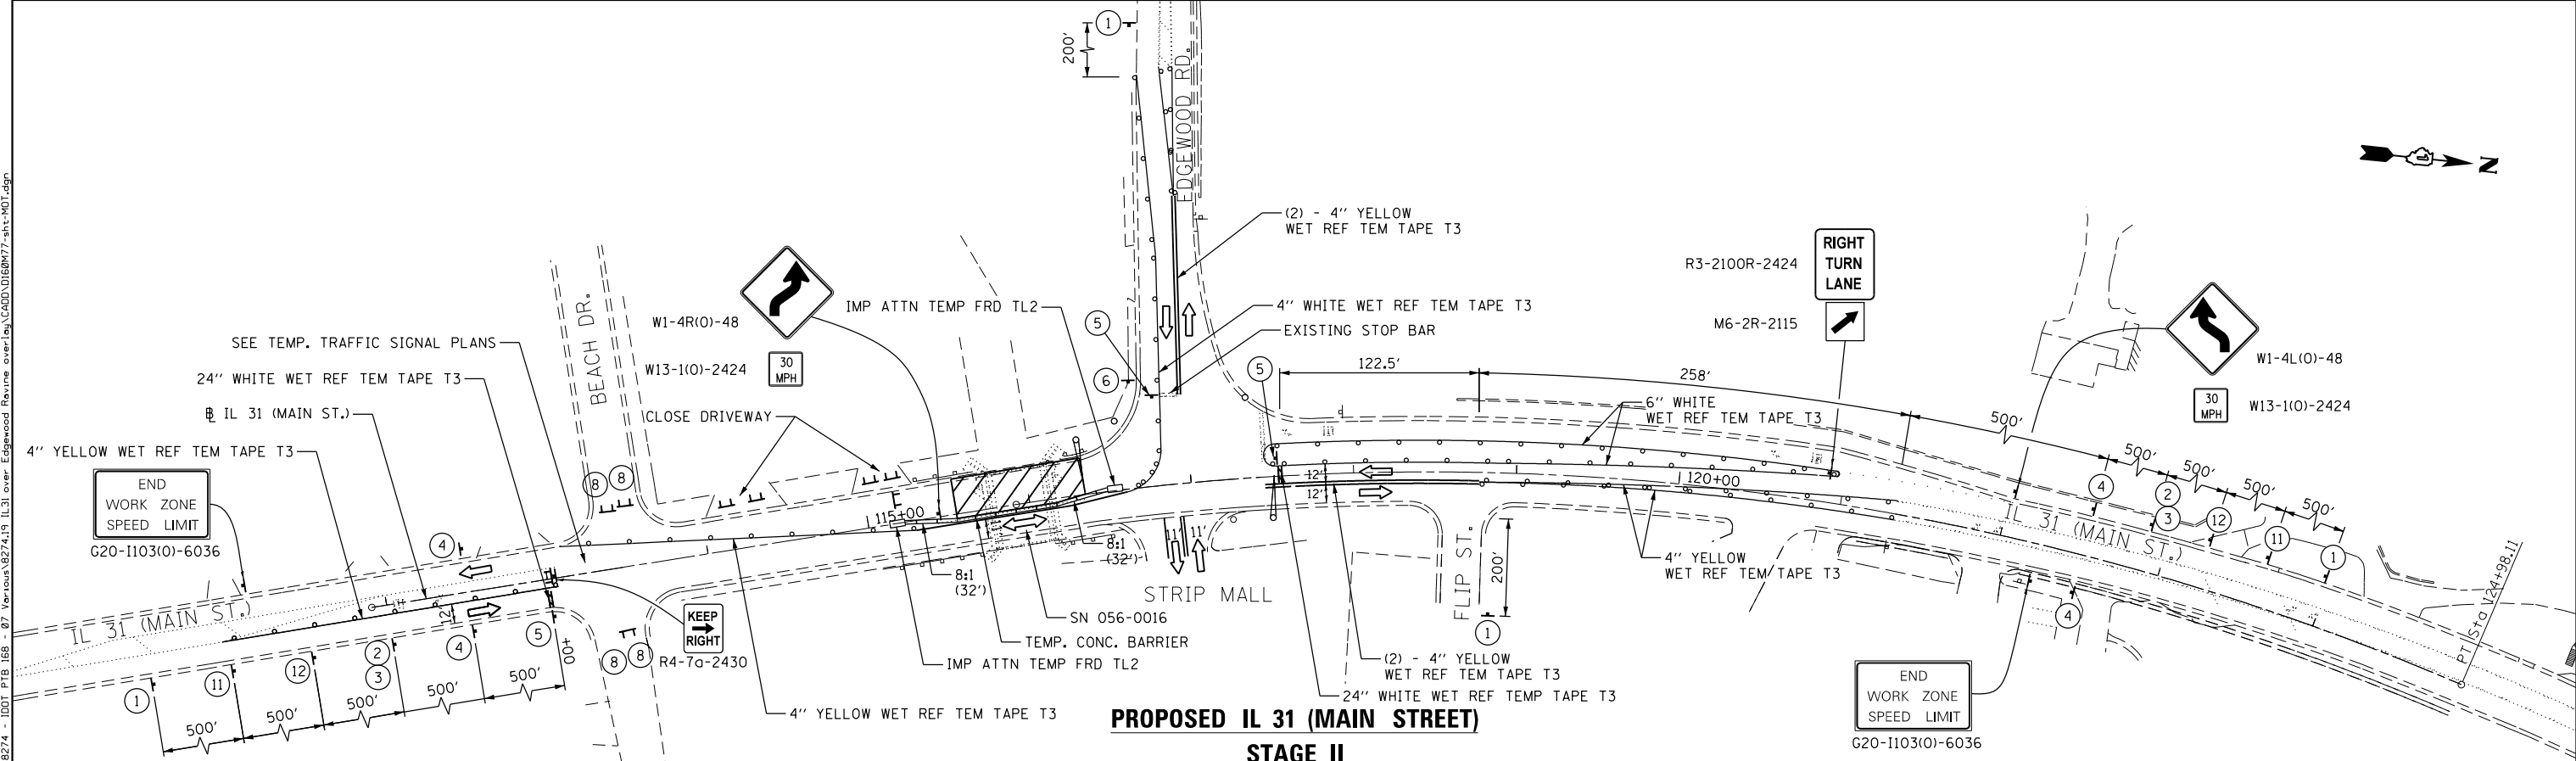 1
200'
EDGEWOOD RD.
N
(2) - 4'' YELLOW
WET REF TEM TAPE T3
RIGHT
TURN
LANE
R3-2100R-2424
M6-2R-2115
IMP ATTN TEMP FRD TL2
W1-4R(O)-48
W13-1(O)-2424
30
MPH
BEACH DR.
SEE TEMP. TRAFFIC SIGNAL PLANS
24'' WHITE WET REF TEM TAPE T3
℄ IL 31 (MAIN ST.)
4'' YELLOW WET REF TEM TAPE T3
END
WORK ZONE
SPEED LIMIT
G20-I103(O)-6036
CLOSE DRIVEWAY
5
6
4'' WHITE WET REF TEM TAPE T3
EXISTING STOP BAR
5
122.5'
258'
6'' WHITE
WET REF TEM TAPE T3
W1-4L(O)-48
30
MPH
W13-1(O)-2424
500'
500'
500'
500'
500'
4
2
3
12
11
1
IL 31 (MAIN ST.)
PT Sta 124+98.11
4
8
8
115+00
120+00
12'
12'
11'
11'
8:1
(32')
8:1
(32')
STRIP MALL
FLIP ST.
200'
1
4'' YELLOW
WET REF TEM TAPE T3
SN 056-0016
TEMP. CONC. BARRIER
IMP ATTN TEMP FRD TL2
4'' YELLOW WET REF TEM TAPE T3
(2) - 4'' YELLOW
WET REF TEM TAPE T3
24'' WHITE WET REF TEMP TAPE T3
IL 31 (MAIN ST.)
4
12'
KEEP
RIGHT
R4-7a-2430
8
8
+00
5
4
2
3
12
11
1
500'
500'
500'
500'
500'
END
WORK ZONE
SPEED LIMIT
G20-I103(O)-6036
PROPOSED IL 31 (MAIN STREET)
STAGE II
8274 - IDOT PTB 168 - 07 Various\8274.19 IL31 over Edgewood Ravine overlay\CADD\D160M77-sht-MOT.dgn